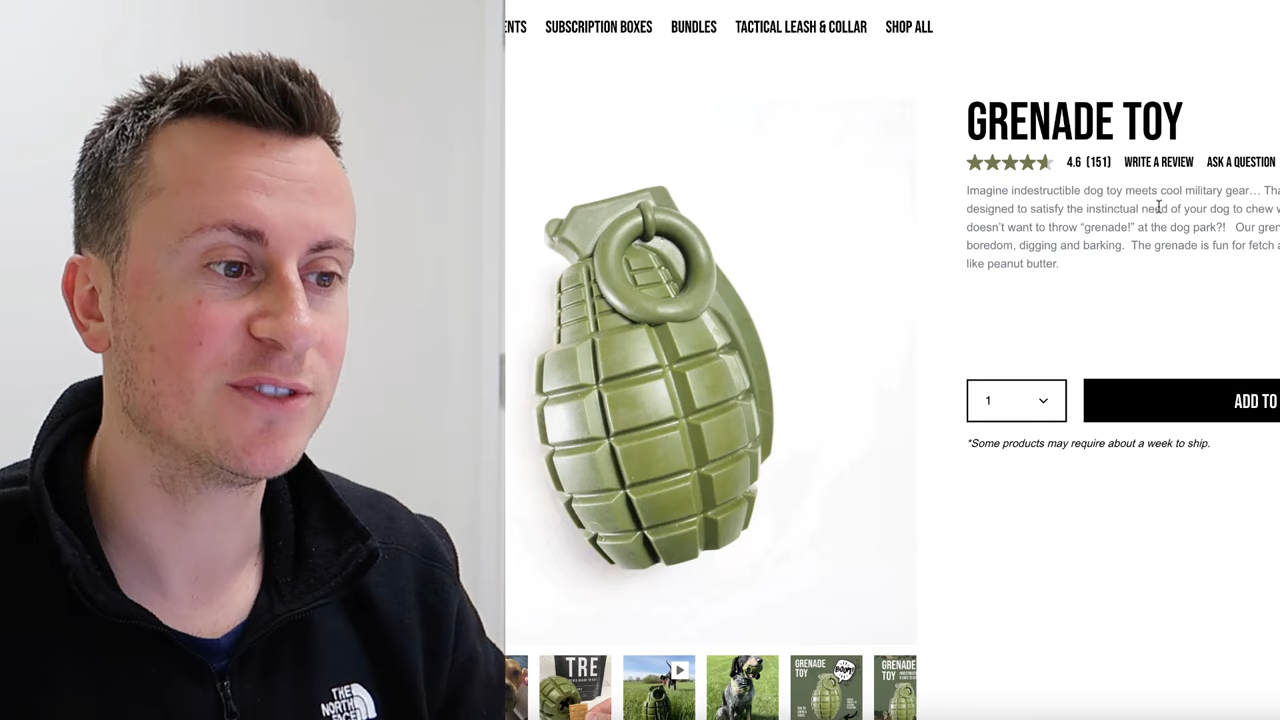 ENTS SUBSCRIPTION BOXES BUNDLES TACTICAL LEASH & COLLAR SHOP ALL
GRENADE TOY
4.6 (151) WRITE A REVIEW ASK A QUESTION
Imagine indestructible dog toy meets cool military gear… Tha
designed to satisfy the instinctual need of your dog to chew w
doesn’t want to throw “grenade!” at the dog park?! Our gren
boredom, digging and barking. The grenade is fun for fetch a
like peanut butter.
1
ADD TO
*Some products may require about a week to ship.
TRE
GRENADE
TOY
BOOM!
GRENADE
TOY
THE
NORTH
FACE